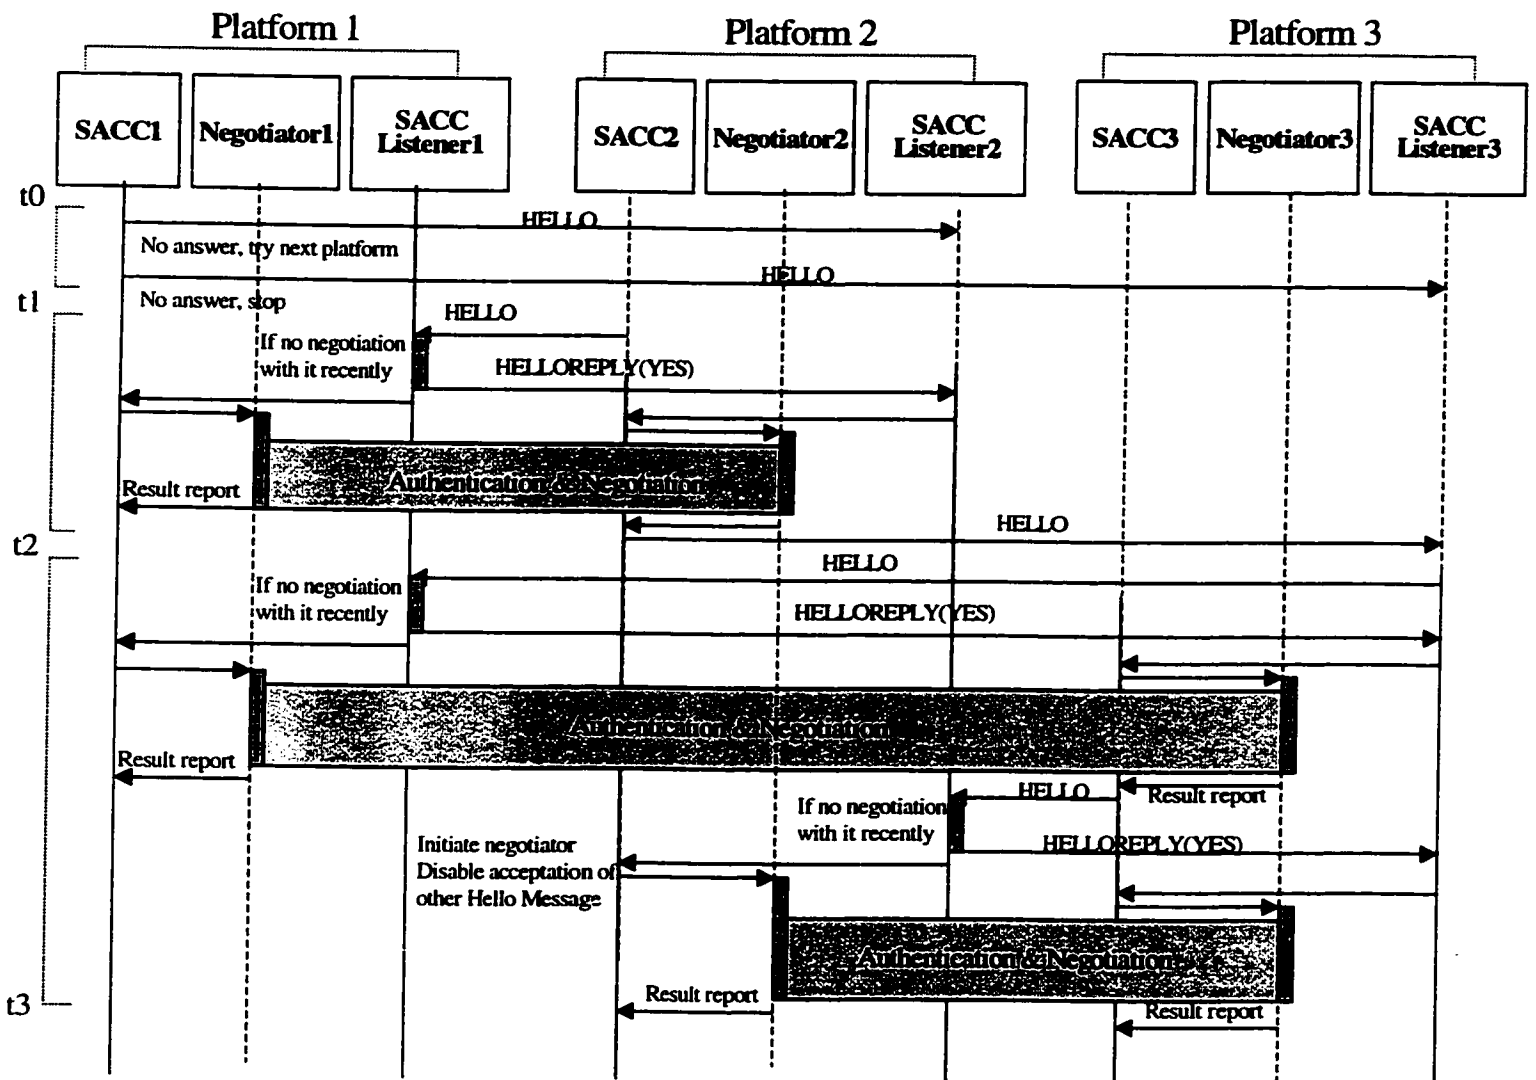 Platform 1
Platform 2
Platform 3
SACC1
Negotiator1
SACC
Listener1
SACC2
Negotiator2
SACC
Listener2
SACC3
Negotiator3
SACC
Listener3
t0
HELLO
No answer, try next platform
HELLO
t1
No answer, stop
HELLO
If no negotiation
with it recently
HELLOREPLY(YES)
Authentication & Negotiation
Result report
HELLO
t2
HELLO
If no negotiation
with it recently
HELLOREPLY(YES)
Authentication & Negotiation
Result report
HELLO
Result report
If no negotiation
with it recently
HELLOREPLY(YES)
Initiate negotiator
Disable acceptation of
other Hello Message
Authentication & Negotiation
Result report
t3
Result report